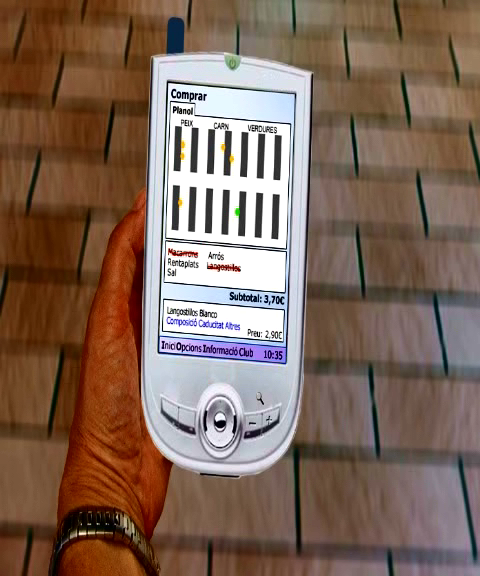 Comprar
Planol
PEIX CARN VERDURES
Macarrons Arròs
Rentaplats Langostillos
Sal
Subtotal: 3,70€
Langostillos Blanco
Composició Caducitat Altres
Preu: 2,90€
Inici Opcions Informació Club 10:35